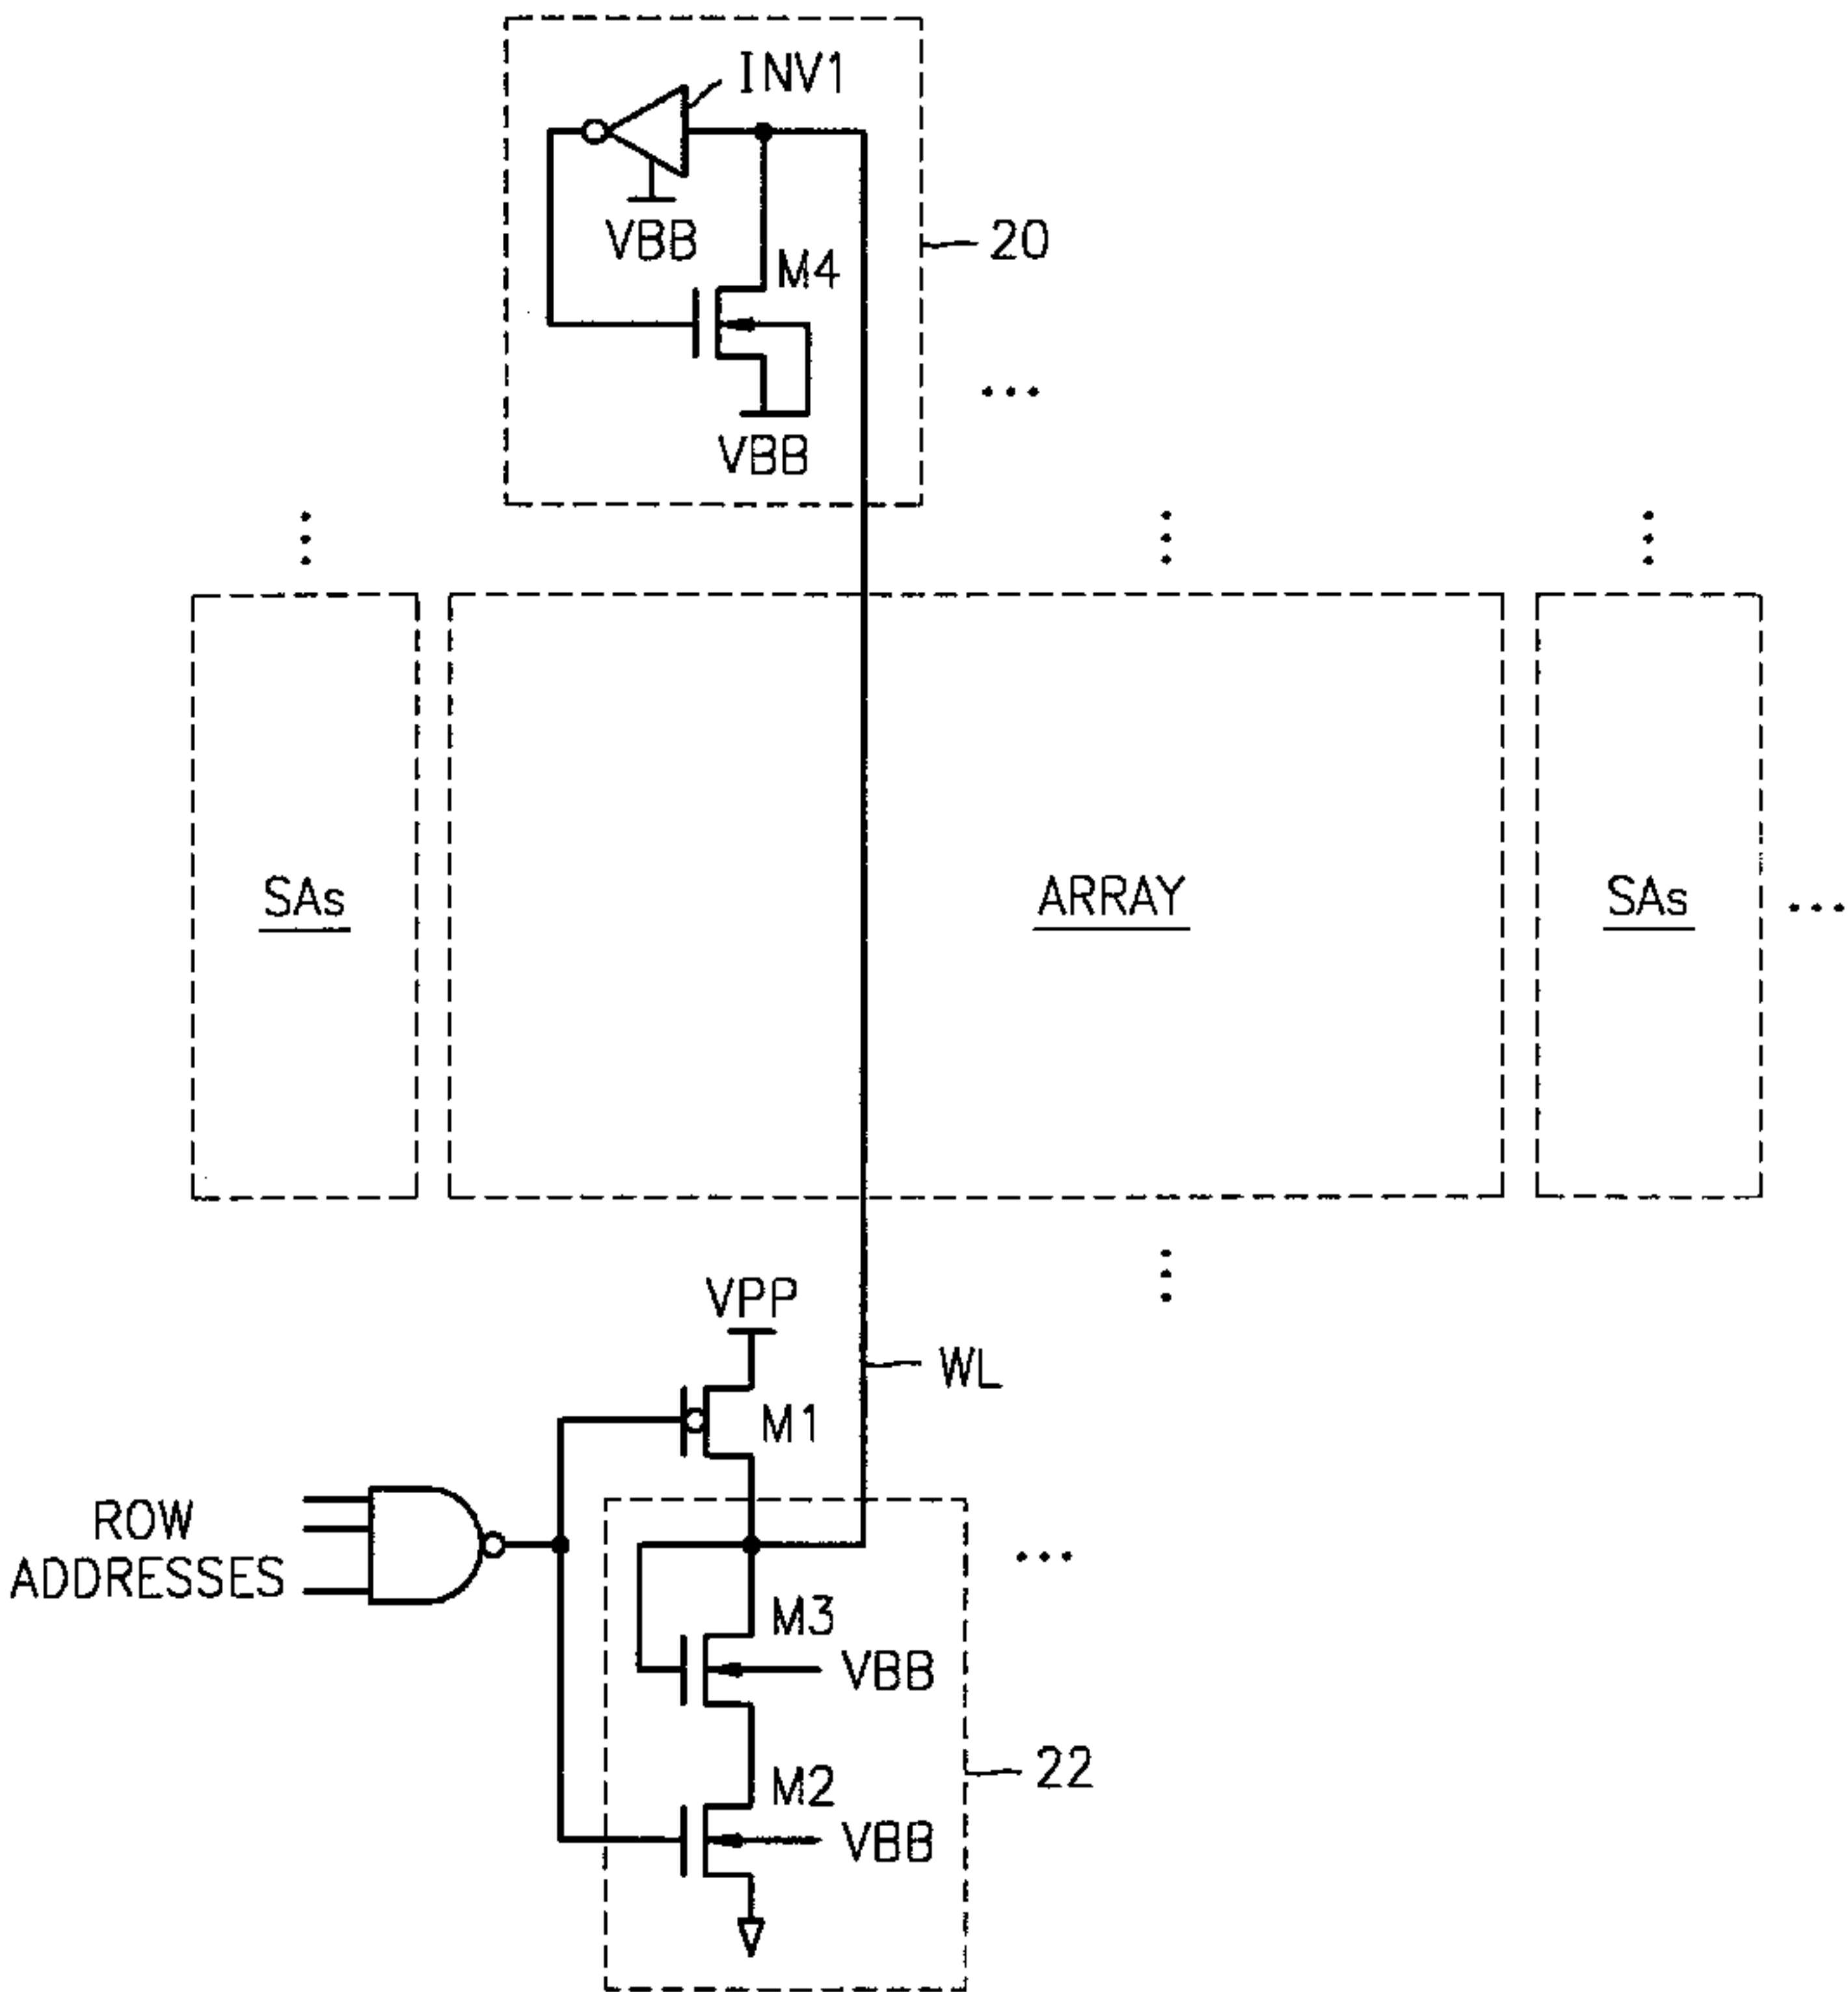 INV1
VBB
20
M4
VBB
SAs
ARRAY
SAs
VPP
WL
M1
ROW
ADDRESSES
M3
VBB
22
M2
VBB